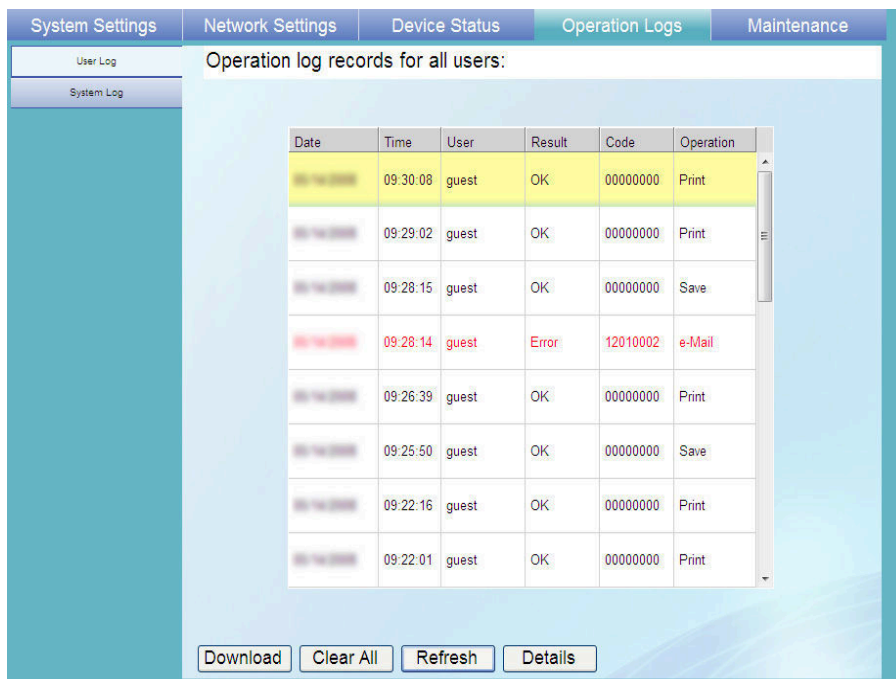 System Settings Network Settings Device Status Operation Logs Maintenance
User Log
System Log
Operation log records for all users:
Date Time User Result Code Operation
09:30:08 guest OK 00000000 Print
09:29:02 guest OK 00000000 Print
09:28:15 guest OK 00000000 Save
09:28:14 guest Error 12010002 e-Mail
09:26:39 guest OK 00000000 Print
09:25:50 guest OK 00000000 Save
09:22:16 guest OK 00000000 Print
09:22:01 guest OK 00000000 Print
Download Clear All Refresh Details